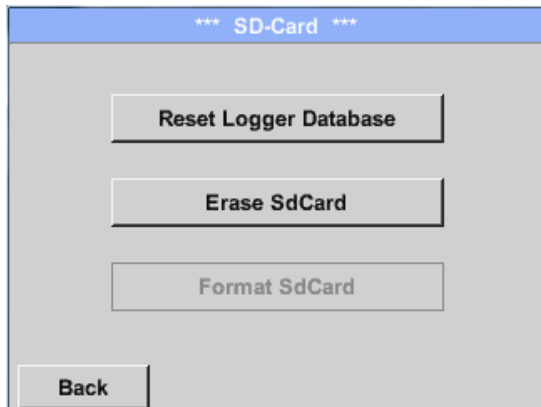 *** SD-Card ***
Reset Logger Database
Erase SdCard
Format SdCard
Back